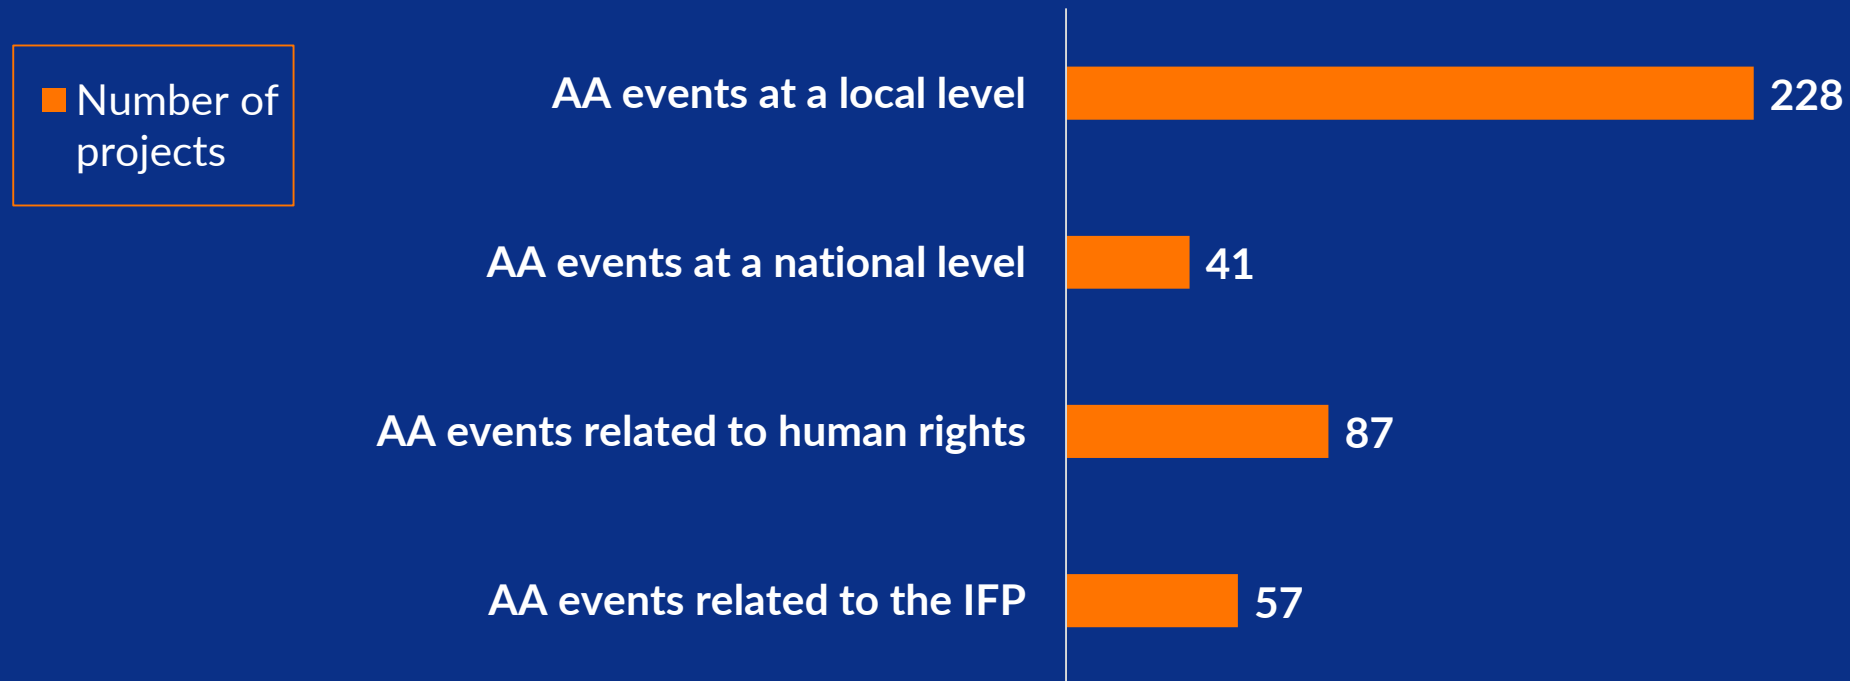 Number of
projects
AA events at a local level 228
AA events at a national level 41
AA events related to human rights 87
AA events related to the IFP 57